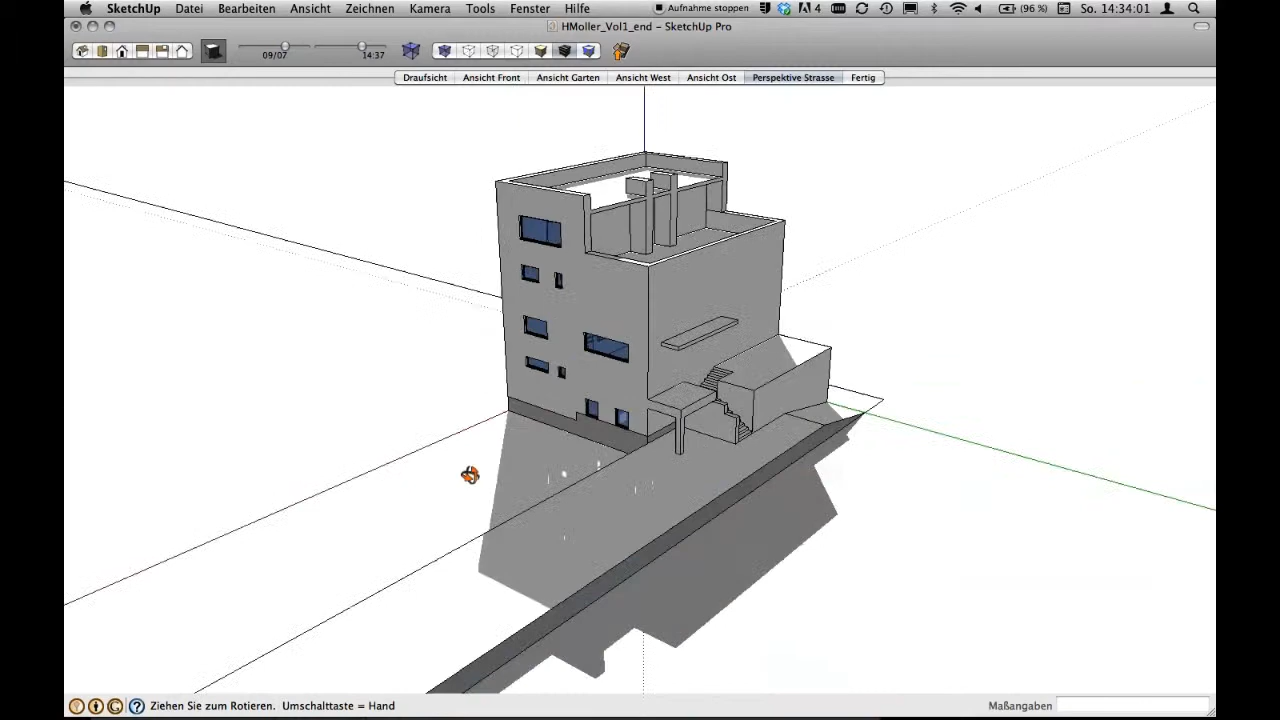 SketchUp Datei Bearbeiten Ansicht Zeichnen Kamera Tools Fenster Hilfe Aufnahme stoppen 4 (96 %) So. 14:34:01
HMoller_Vol1_end – SketchUp Pro
09/07 14:37
Draufsicht Ansicht Front Ansicht Garten Ansicht West Ansicht Ost Perspektive Strasse Fertig
Ziehen Sie zum Rotieren. Umschalttaste = Hand Maßangaben